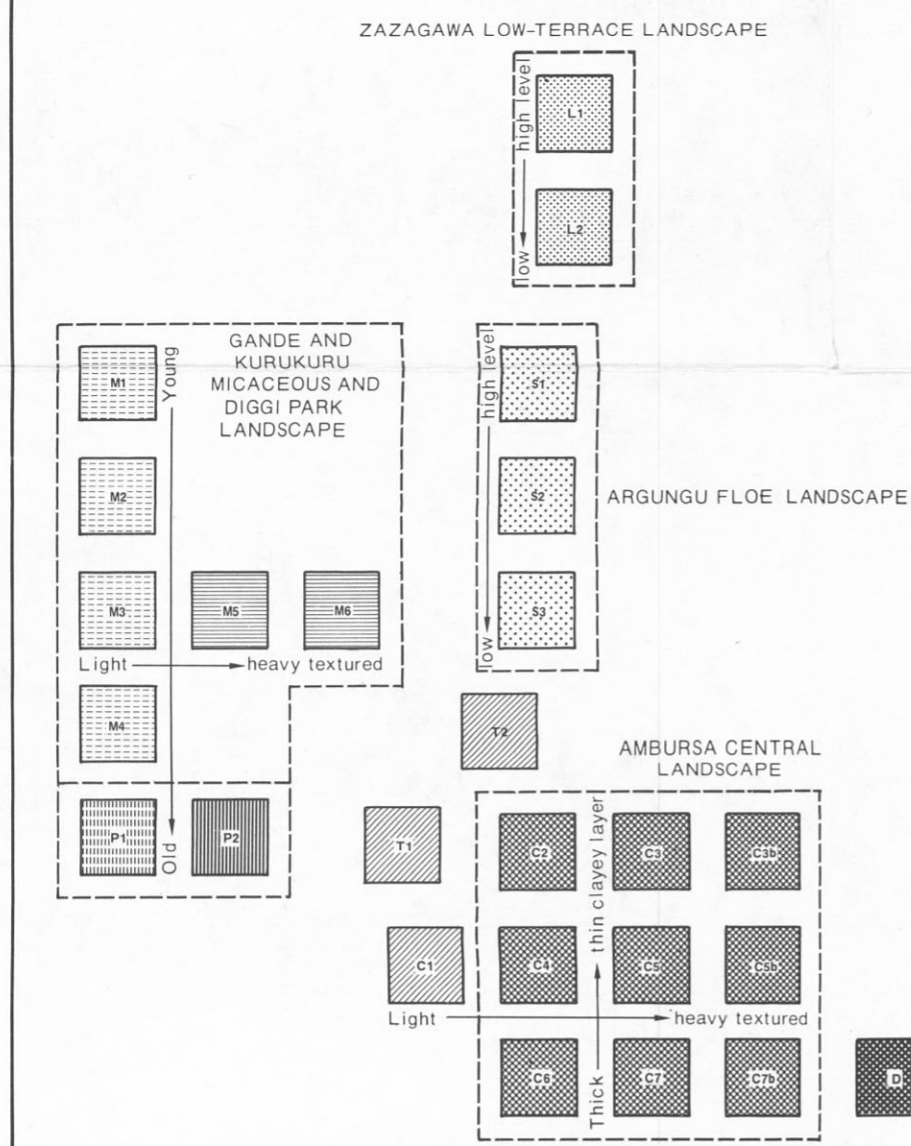 ZAZAGAWA LOW-TERRACE LANDSCAPE
high level
low
L1
L2
GANDE AND
KURUKURU
MICACEOUS AND
DIGGI PARK
LANDSCAPE
Young
Old
M1
M2
M3
M5
M6
Light
heavy textured
M4
P1
P2
high level
low
S1
S2
S3
ARGUNGU FLOE LANDSCAPE
T2
T1
C1
AMBURSA CENTRAL
LANDSCAPE
thin clayey layer
Thick
C2
C3
C3b
C4
C5
C5b
Light
heavy textured
C6
C7
C7b
D